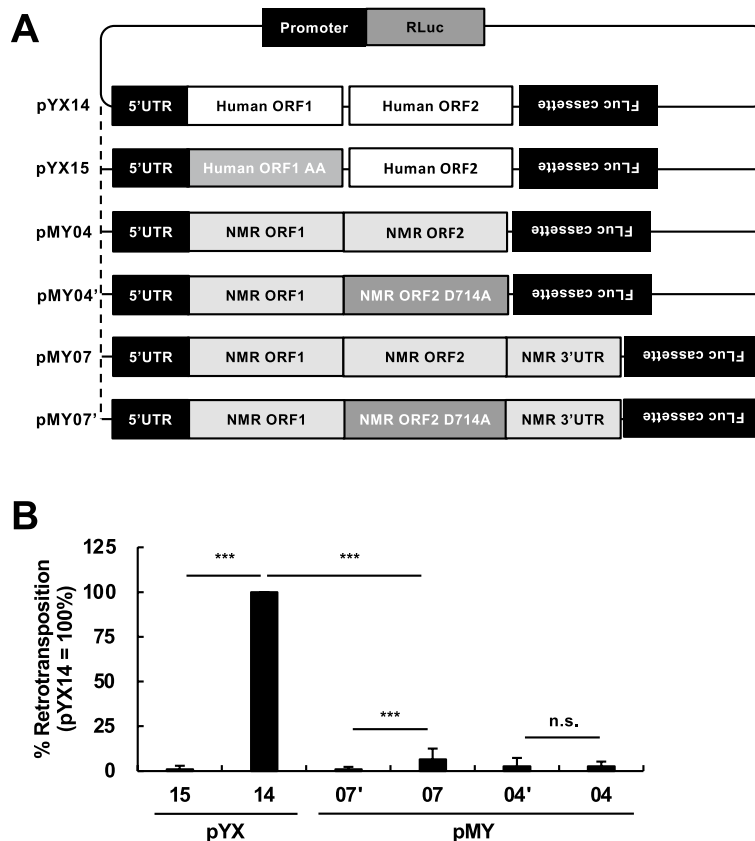 A
Promoter RLuc
pYX14 5'UTR Human ORF1 Human ORF2 FLuc cassette
pYX15 5'UTR Human ORF1 AA Human ORF2 FLuc cassette
pMY04 5'UTR NMR ORF1 NMR ORF2 FLuc cassette
pMY04' 5'UTR NMR ORF1 NMR ORF2 D714A FLuc cassette
pMY07 5'UTR NMR ORF1 NMR ORF2 NMR 3'UTR FLuc cassette
pMY07' 5'UTR NMR ORF1 NMR ORF2 D714A NMR 3'UTR FLuc cassette
B
% Retrotransposition
(pYX14 = 100%)
125
100
75
50
25
0
*** ***
***
n.s.
15 14 07' 07 04' 04
pYX pMY